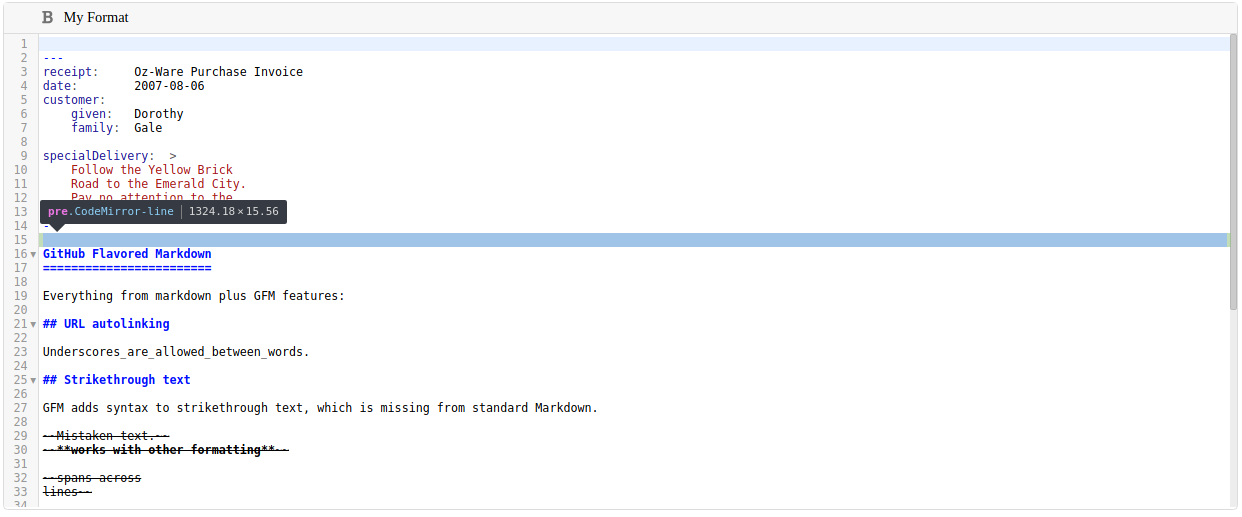 B My Format
1
2 ---
3 receipt:     Oz-Ware Purchase Invoice
4 date:        2007-08-06
5 customer:
6     given:   Dorothy
7     family:  Gale
8
9 specialDelivery:  >
10     Follow the Yellow Brick
11     Road to the Emerald City.
12     Pay no attention to the
13 pre.CodeMirror-line 1324.18×15.56
14 -
15
16 GitHub Flavored Markdown
17 ========================
18
19 Everything from markdown plus GFM features:
20
21 ## URL autolinking
22
23 Underscores_are_allowed_between_words.
24
25 ## Strikethrough text
26
27 GFM adds syntax to strikethrough text, which is missing from standard Markdown.
28
29 ~~Mistaken text.~~
30 ~~**works with other formatting**~~
31
32 ~~spans across
33 lines~~
34